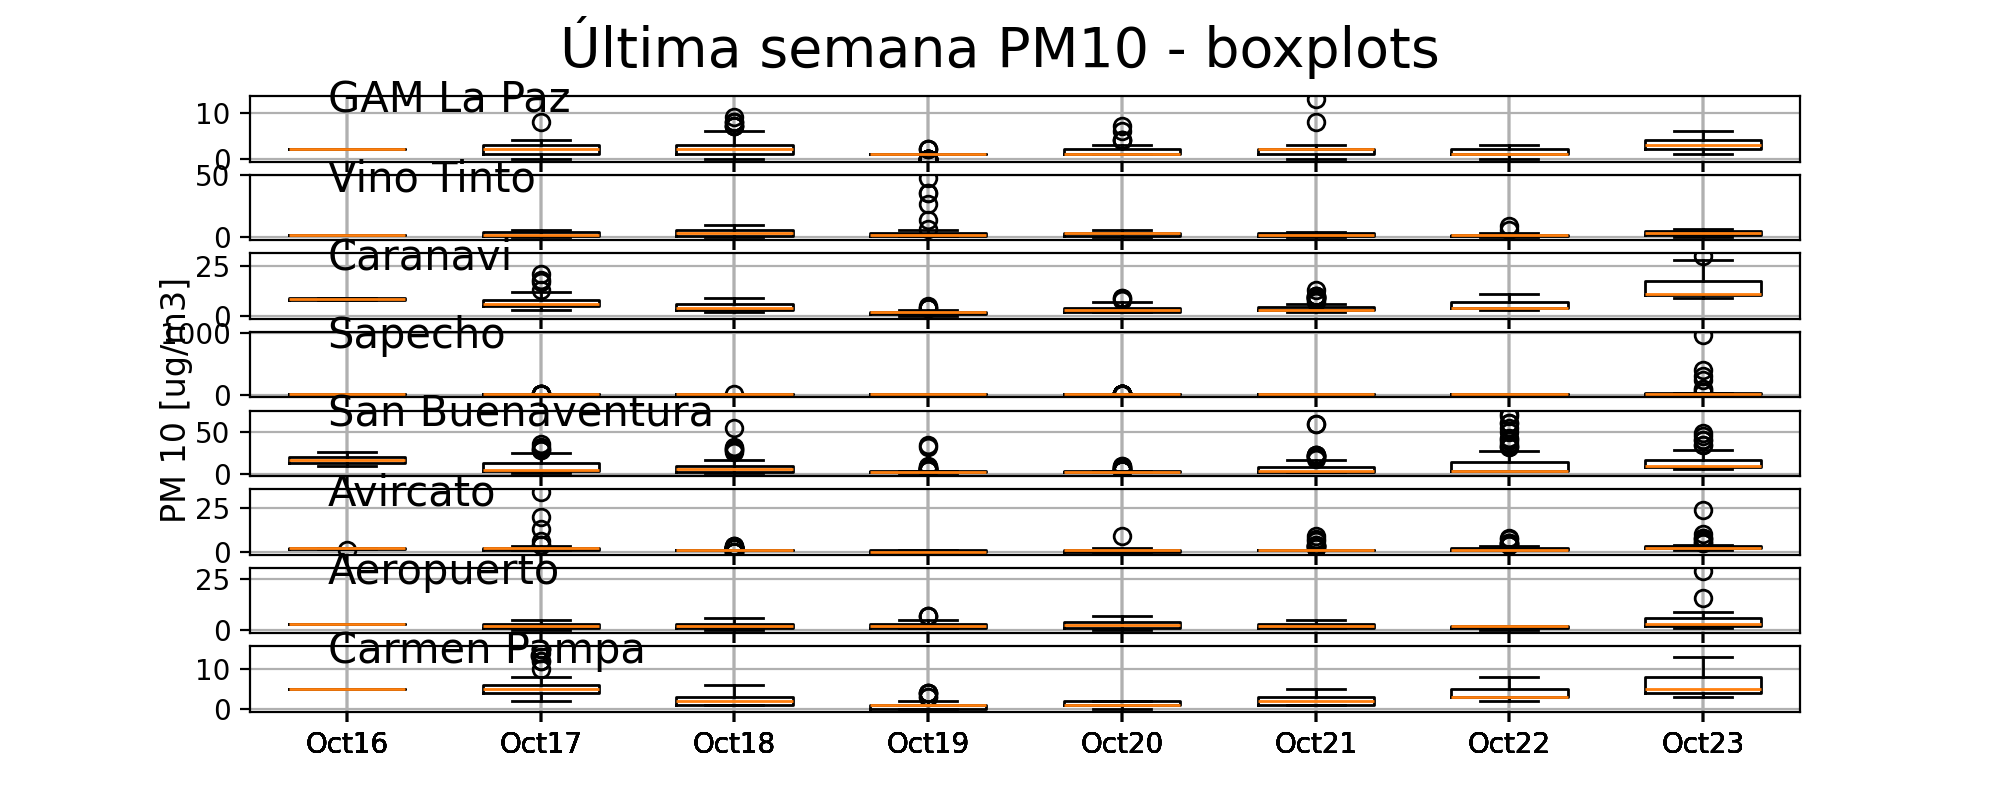 Última semana PM10 - boxplots
GAM La Paz
10
0
Vino Tinto
50
0
Caranavi
25
0
Sapecho
1000
0
San Buenaventura
50
0
Avircato
25
0
Aeropuerto
25
0
Carmen Pampa
10
0
PM 10 [ug/m3]
Oct16 Oct17 Oct18 Oct19 Oct20 Oct21 Oct22 Oct23